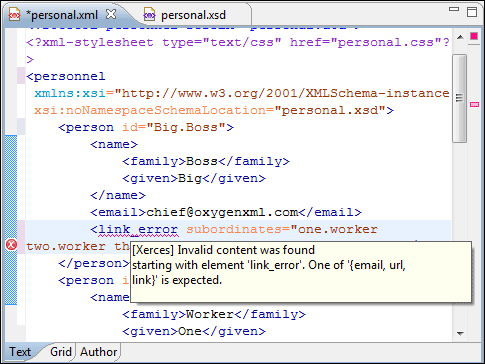 *personal.xml
personal.xsd
<?xml-stylesheet type="text/css" href="personal.css"?
>
<personnel
xmlns:xsi="http://www.w3.org/2001/XMLSchema-instance
xsi:noNamespaceSchemaLocation="personal.xsd">
<person id="Big.Boss">
<name>
<family>Boss</family>
<given>Big</given>
</name>
<email>chief@oxygenxml.com</email>
<link_error subordinates="one.worker
two.worker th
[Xerces] Invalid content was found
starting with element 'link_error'. One of '{email, url,
link}' is expected.
</person>
<person i
<name
<family>Worker</family>
<given>One</given>
Text Grid Author